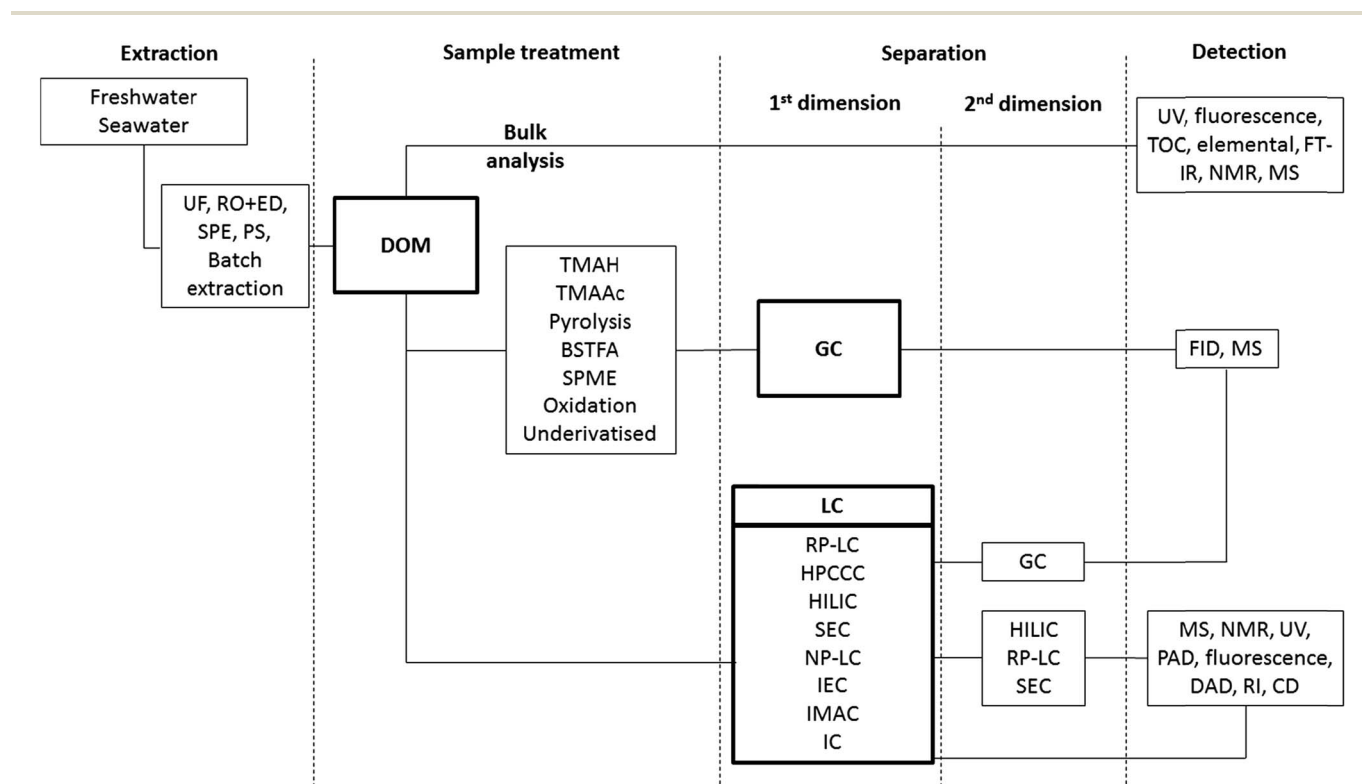 Extraction
Sample treatment
Separation
Detection
1st dimension
2nd dimension
Freshwater
Seawater
UF, RO+ED,
SPE, PS,
Batch
extraction
Bulk
analysis
DOM
UV, fluorescence,
TOC, elemental, FT-
IR, NMR, MS
TMAH
TMAAc
Pyrolysis
BSTFA
SPME
Oxidation
Underivatised
GC
FID, MS
LC
RP-LC
HPCCC
HILIC
SEC
NP-LC
IEC
IMAC
IC
GC
HILIC
RP-LC
SEC
MS, NMR, UV,
PAD, fluorescence,
DAD, RI, CD